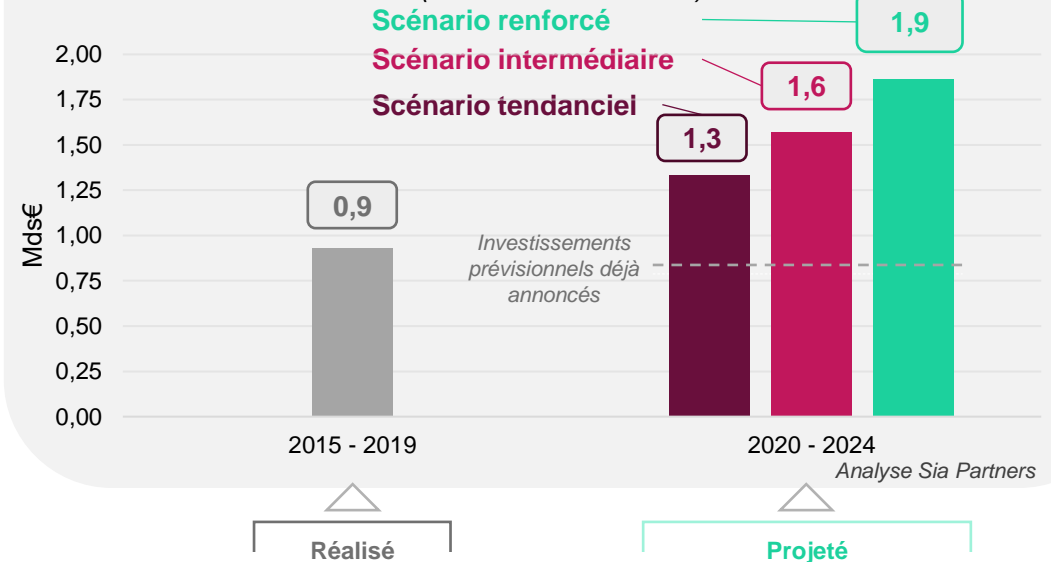 Scénario renforcé
1,9
Scénario intermédiaire
1,6
Scénario tendanciel
1,3
2,00
1,75
1,50
1,25
1,00
0,75
0,50
0,25
0,00
Mds€
0,9
Investissements
prévisionnels déjà
annoncés
2015 - 2019
2020 - 2024
Analyse Sia Partners
Réalisé
Projeté